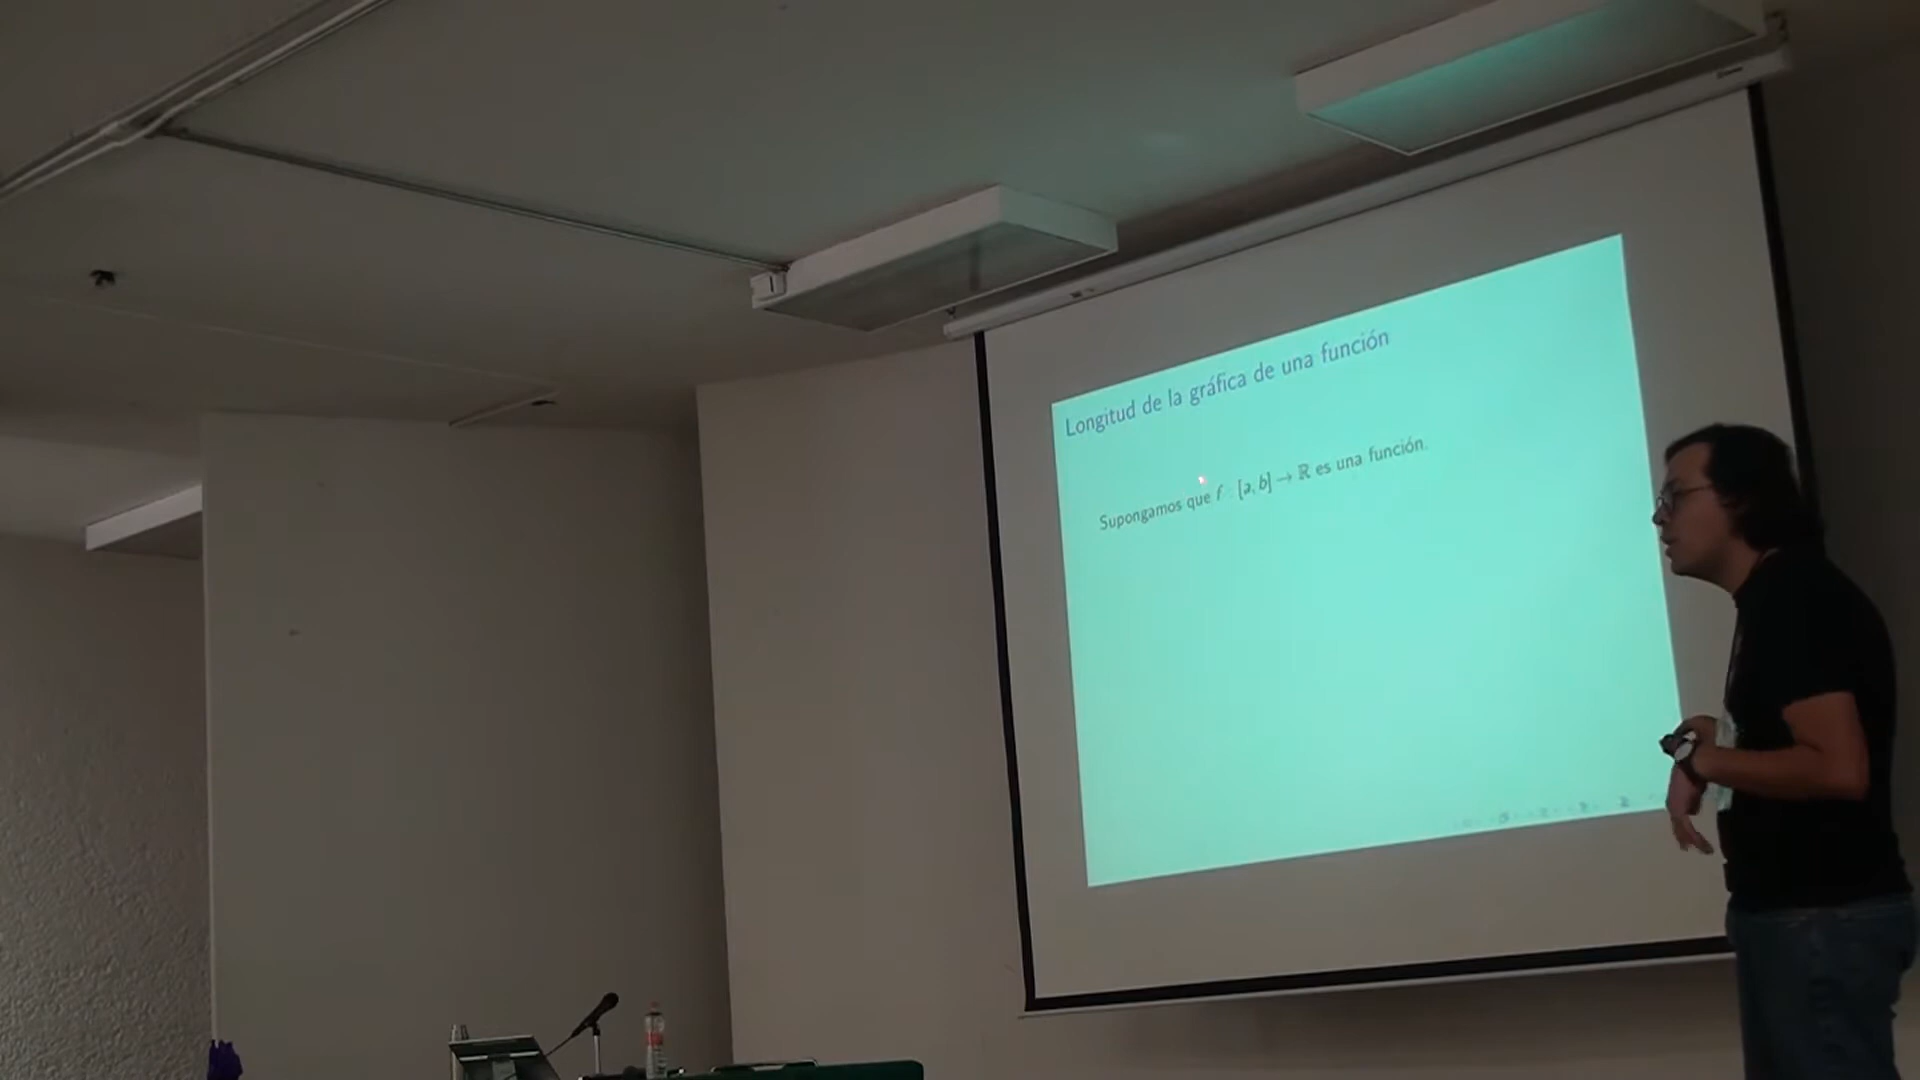 Longitud de la gráfica de una función
Supongamos que f : [a, b] → ℝ es una función.